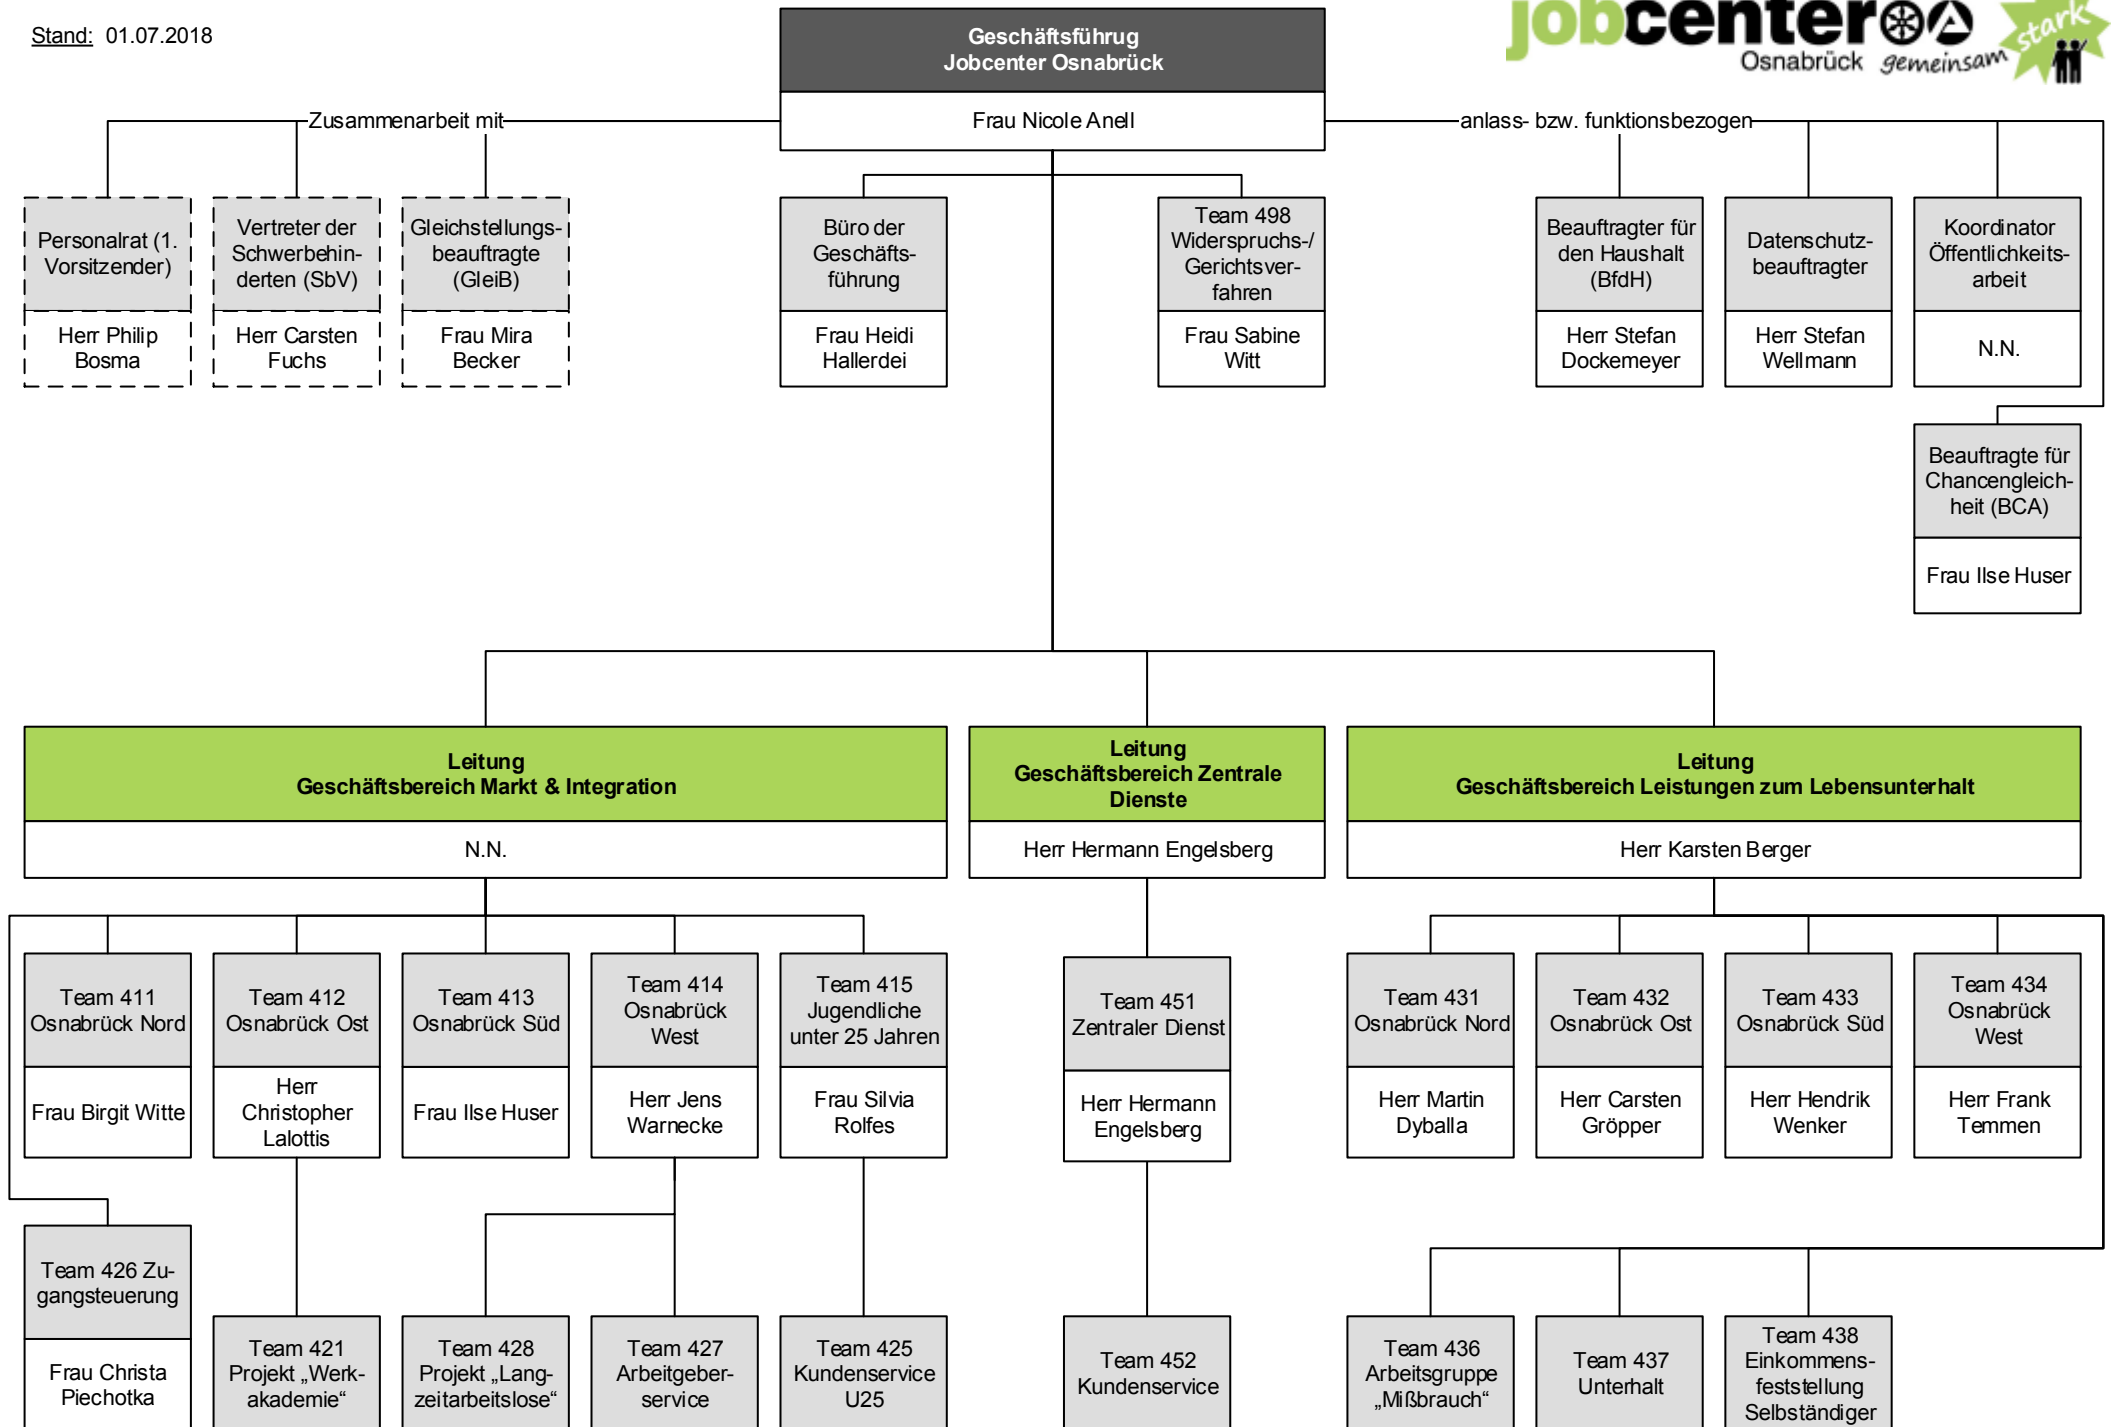 Stand: 01.07.2018
Geschäftsführug
Jobcenter Osnabrück
Frau Nicole Anell
jobcenter
Osnabrück
gemeinsam
stark
Zusammenarbeit mit
anlass- bzw. funktionsbezogen
Personalrat (1.
Vorsitzender)
Herr Philip
Bosma
Vertreter der
Schwerbehin-
derten (SbV)
Herr Carsten
Fuchs
Gleichstellungs-
beauftragte
(GleiB)
Frau Mira
Becker
Büro der
Geschäfts-
führung
Frau Heidi
Hallerdei
Team 498
Widerspruchs-/
Gerichtsver-
fahren
Frau Sabine
Witt
Beauftragter für
den Haushalt
(BfdH)
Herr Stefan
Dockemeyer
Datenschutz-
beauftragter
Herr Stefan
Wellmann
Koordinator
Öffentlichkeits-
arbeit
N.N.
Beauftragte für
Chancengleich-
heit (BCA)
Frau Ilse Huser
Leitung
Geschäftsbereich Markt & Integration
N.N.
Leitung
Geschäftsbereich Zentrale
Dienste
Herr Hermann Engelsberg
Leitung
Geschäftsbereich Leistungen zum Lebensunterhalt
Herr Karsten Berger
Team 411
Osnabrück Nord
Frau Birgit Witte
Team 412
Osnabrück Ost
Herr
Christopher
Lalottis
Team 413
Osnabrück Süd
Frau Ilse Huser
Team 414
Osnabrück
West
Herr Jens
Warnecke
Team 415
Jugendliche
unter 25 Jahren
Frau Silvia
Rolfes
Team 451
Zentraler Dienst
Herr Hermann
Engelsberg
Team 431
Osnabrück Nord
Herr Martin
Dyballa
Team 432
Osnabrück Ost
Herr Carsten
Gröpper
Team 433
Osnabrück Süd
Herr Hendrik
Wenker
Team 434
Osnabrück
West
Herr Frank
Temmen
Team 426 Zu-
gangsteuerung
Frau Christa
Piechotka
Team 421
Projekt „Werk-
akademie“
Team 428
Projekt „Lang-
zeitarbeitslose“
Team 427
Arbeitgeber-
service
Team 425
Kundenservice
U25
Team 452
Kundenservice
Team 436
Arbeitsgruppe
„Mißbrauch“
Team 437
Unterhalt
Team 438
Einkommens-
feststellung
Selbständiger